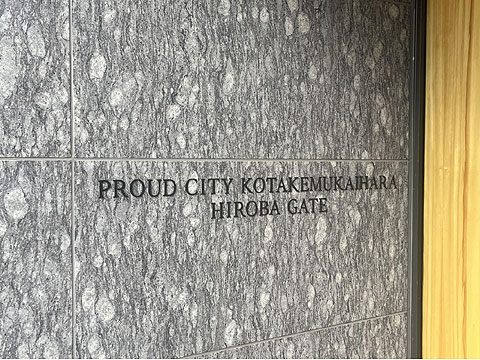 PROUD CITY KOTAKEMUKAIHARA
HIROBA GATE